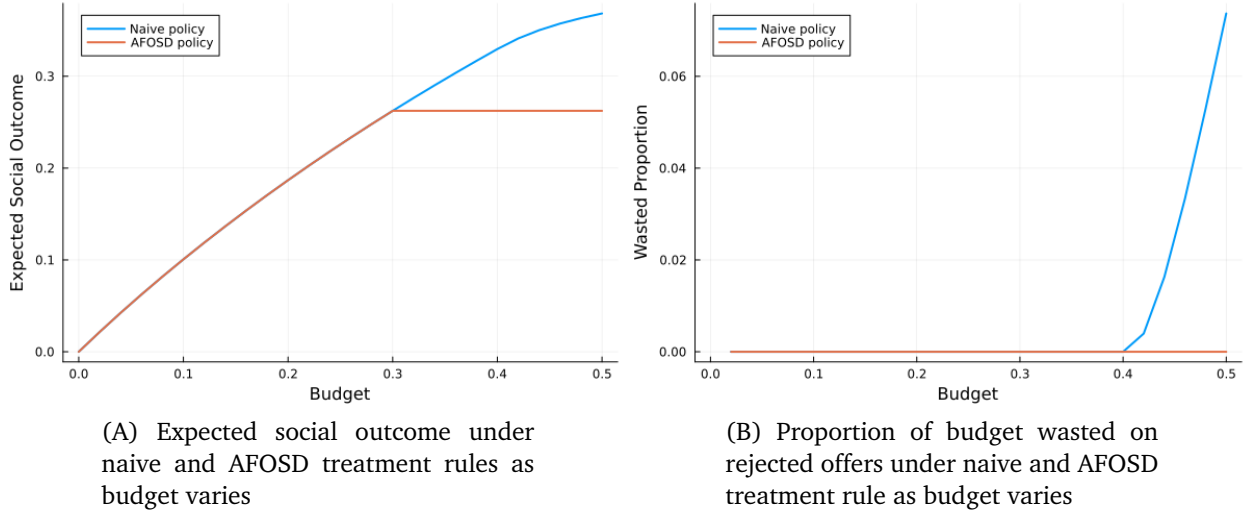 Naive policy
AFOSD policy
Expected Social Outcome
0.3
0.2
0.1
0.0
0.0 0.1 0.2 0.3 0.4 0.5
Budget
(A) Expected social outcome under
naive and AFOSD treatment rules as
budget varies
Naive policy
AFOSD policy
Wasted Proportion
0.06
0.04
0.02
0.00
0.0 0.1 0.2 0.3 0.4 0.5
Budget
(B) Proportion of budget wasted on
rejected offers under naive and AFOSD
treatment rule as budget varies